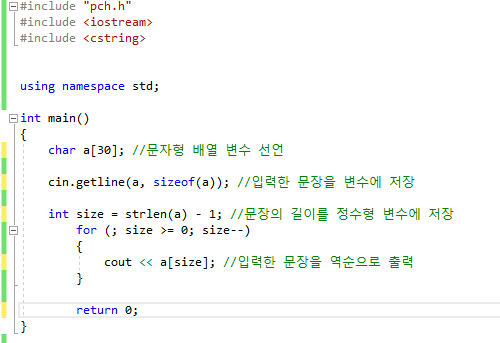 #include "pch.h"
#include <iostream>
#include <cstring>
using namespace std;
int main()
{
char a[30]; //문자형 배열 변수 선언
cin.getline(a, sizeof(a)); //입력한 문장을 변수에 저장
int size = strlen(a) - 1; //문장의 길이를 정수형 변수에 저장
for (; size >= 0; size--)
{
cout << a[size]; //입력한 문장을 역순으로 출력
}
return 0;
}